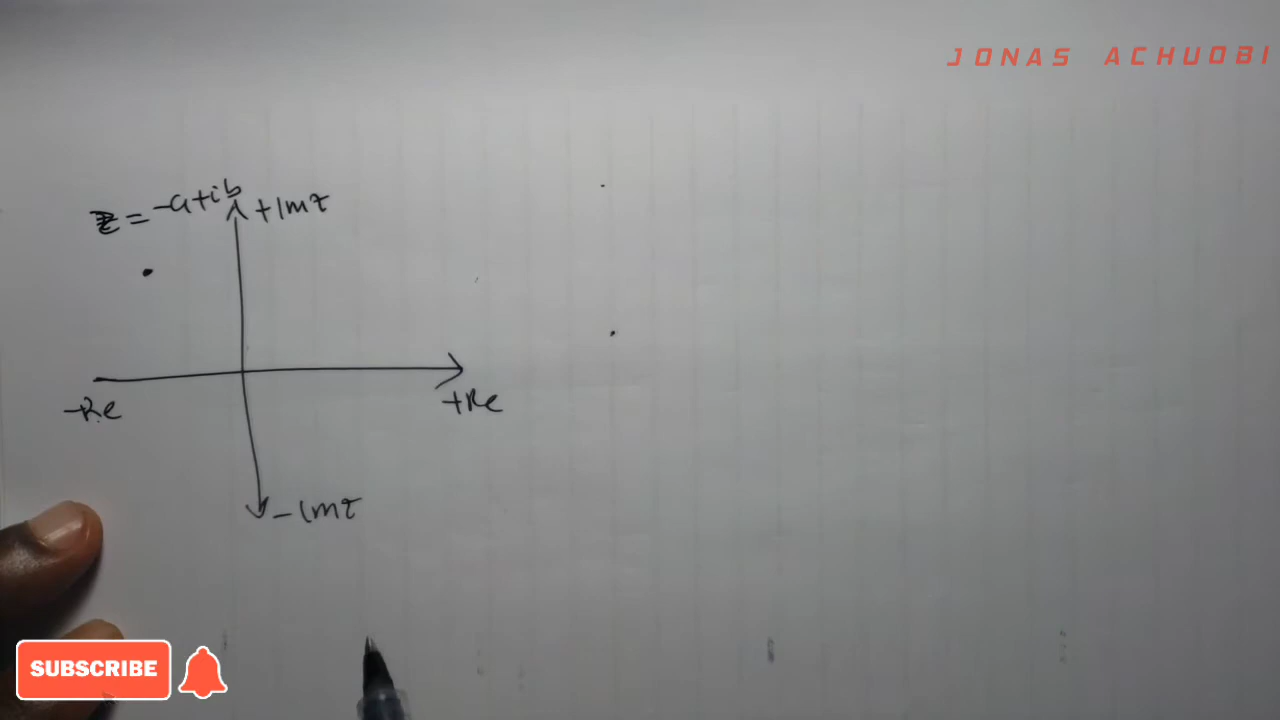 JONAS ACHUOBI
z = -a+ib
+Imz
-Re
+Re
-Imz
SUBSCRIBE